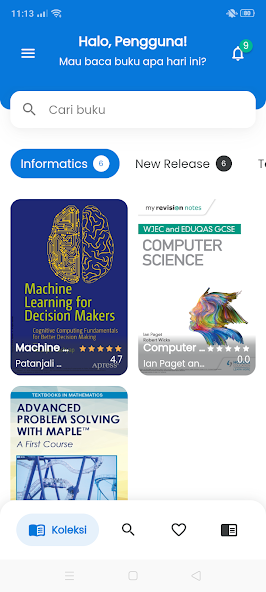 11:13
Halo, Pengguna!
Mau baca buku apa hari ini?
9
Cari buku
Informatics 6
New Release 6
Te
Machine
Learning for
Decision Makers
Cognitive Computing Fundamentals
for Better Decision Making
Machine ...
4.7
Patanjali ...
Apress
my revision notes
WJEC and EDUQAS GCSE
COMPUTER
SCIENCE
Ian Paget
Robert Wicks
Computer ...
0.0
Ian Paget an...
TEXTBOOKS IN MATHEMATICS
ADVANCED
PROBLEM SOLVING
WITH MAPLE™
A First Course
Koleksi